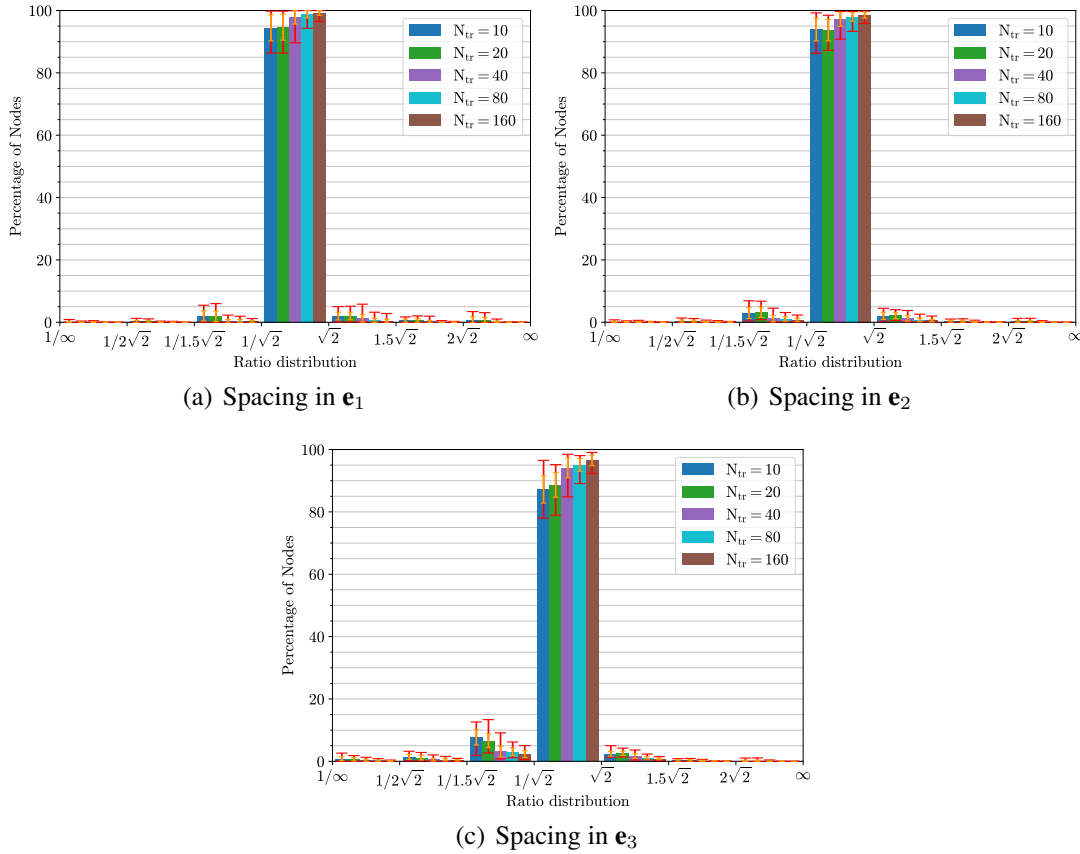 100
80
60
40
20
0
Percentage of Nodes
N_tr = 10
N_tr = 20
N_tr = 40
N_tr = 80
N_tr = 160
1/∞ 1/2√2 1/1.5√2 1/√2 √2 1.5√2 2√2 ∞
Ratio distribution
(a) Spacing in e₁
100
80
60
40
20
0
Percentage of Nodes
N_tr = 10
N_tr = 20
N_tr = 40
N_tr = 80
N_tr = 160
1/∞ 1/2√2 1/1.5√2 1/√2 √2 1.5√2 2√2 ∞
Ratio distribution
(b) Spacing in e₂
100
80
60
40
20
0
Percentage of Nodes
N_tr = 10
N_tr = 20
N_tr = 40
N_tr = 80
N_tr = 160
1/∞ 1/2√2 1/1.5√2 1/√2 √2 1.5√2 2√2 ∞
Ratio distribution
(c) Spacing in e₃